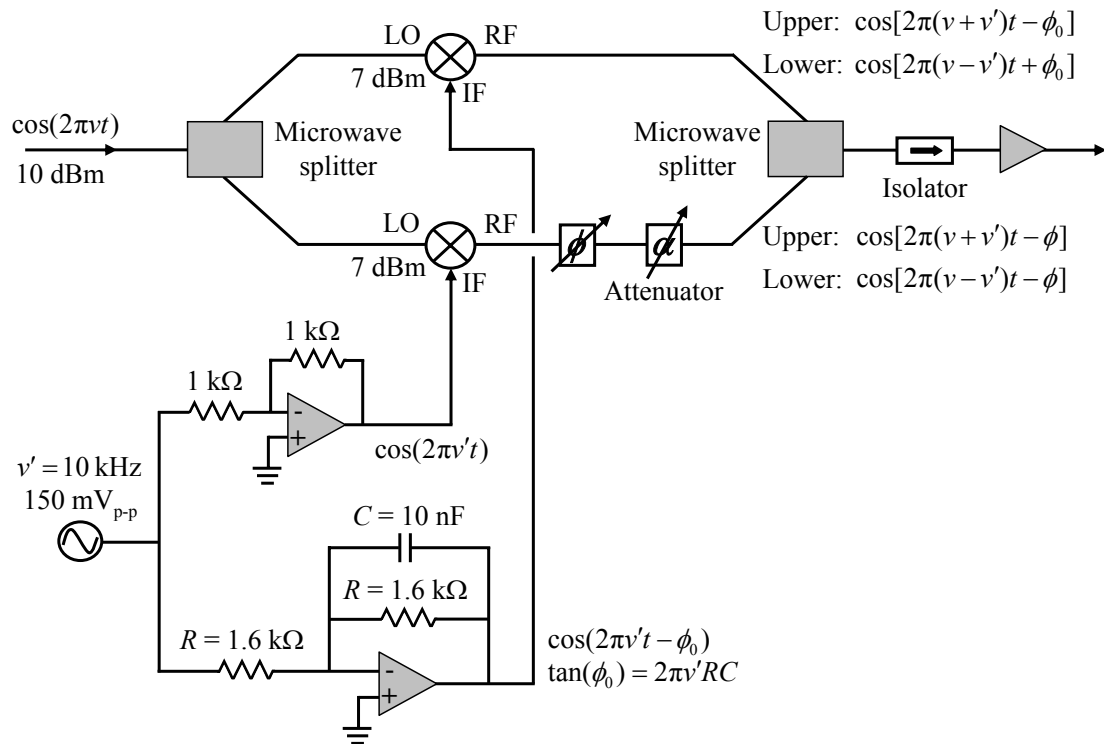 LO
RF
7 dBm
IF
Upper: cos[2π(ν+ν′)t−ϕ₀]
Lower: cos[2π(ν−ν′)t+ϕ₀]
cos(2πνt)
10 dBm
Microwave
splitter
Microwave
splitter
Isolator
LO
RF
7 dBm
IF
ϕ
α
Attenuator
Upper: cos[2π(ν+ν′)t−ϕ]
Lower: cos[2π(ν−ν′)t−ϕ]
1 kΩ
1 kΩ
-
+
cos(2πν′t)
ν′ = 10 kHz
150 mVp-p
C = 10 nF
R = 1.6 kΩ
R = 1.6 kΩ
-
+
cos(2πν′t−ϕ₀)
tan(ϕ₀) = 2πν′RC